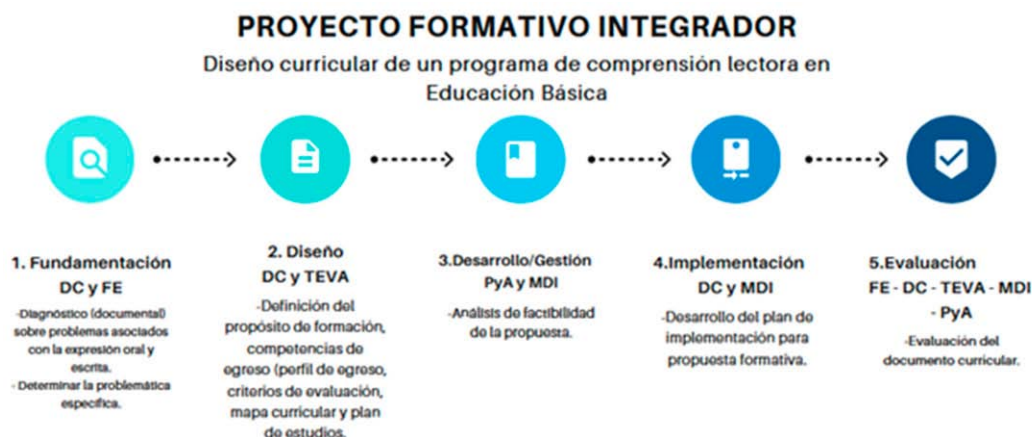 PROYECTO FORMATIVO INTEGRADOR
Diseño curricular de un programa de comprensión lectora en
Educación Básica
1. Fundamentación
DC y FE
-Diagnóstico (documental)
sobre problemas asociados
con la expresión oral y
escrita.
- Determinar la problemática
específica.
2. Diseño
DC y TEVA
-Definición del
propósito de formación,
competencias de
egreso (perfil de egreso,
criterios de evaluación,
mapa curricular y plan
de estudios.
3.Desarrollo/Gestión
PyA y MDI
-Análisis de factibilidad
de la propuesta.
4.Implementación
DC y MDI
-Desarrollo del plan de
implementación para
propuesta formativa.
5.Evaluación
FE - DC - TEVA - MDI
- PyA
-Evaluación del
documento curricular.